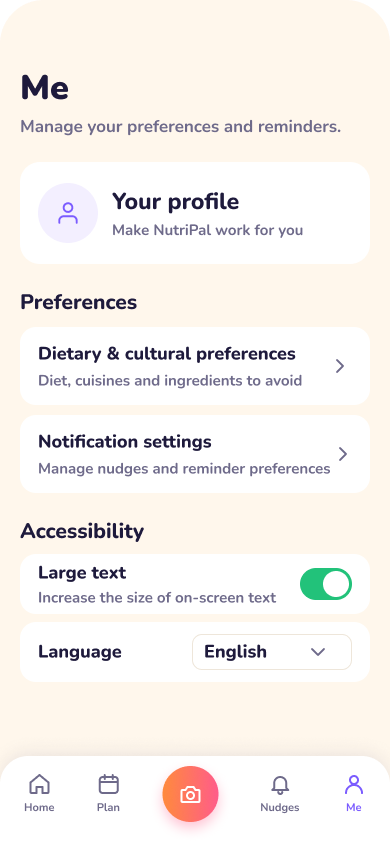 Me
Manage your preferences and reminders.
Your profile
Make NutriPal work for you
Preferences
Dietary & cultural preferences
Diet, cuisines and ingredients to avoid
Notification settings
Manage nudges and reminder preferences
Accessibility
Large text
Increase the size of on-screen text
Language
English
Home
Plan
Nudges
Me